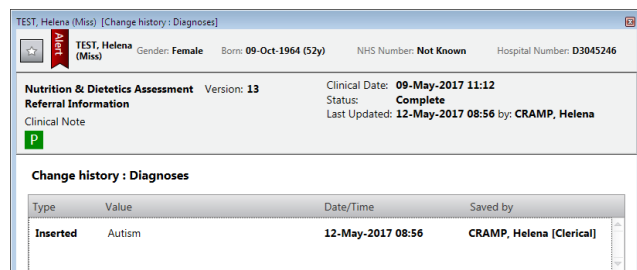 TEST, Helena (Miss) [Change history : Diagnoses]
Alert
TEST, Helena (Miss) Gender: Female Born: 09-Oct-1964 (52y) NHS Number: Not Known Hospital Number: D3045246
Nutrition & Dietetics Assessment Version: 13 Clinical Date: 09-May-2017 11:12
Referral Information Status: Complete
Clinical Note Last Updated: 12-May-2017 08:56 by: CRAMP, Helena
P
Change history : Diagnoses
Type Value Date/Time Saved by
Inserted Autism 12-May-2017 08:56 CRAMP, Helena [Clerical]